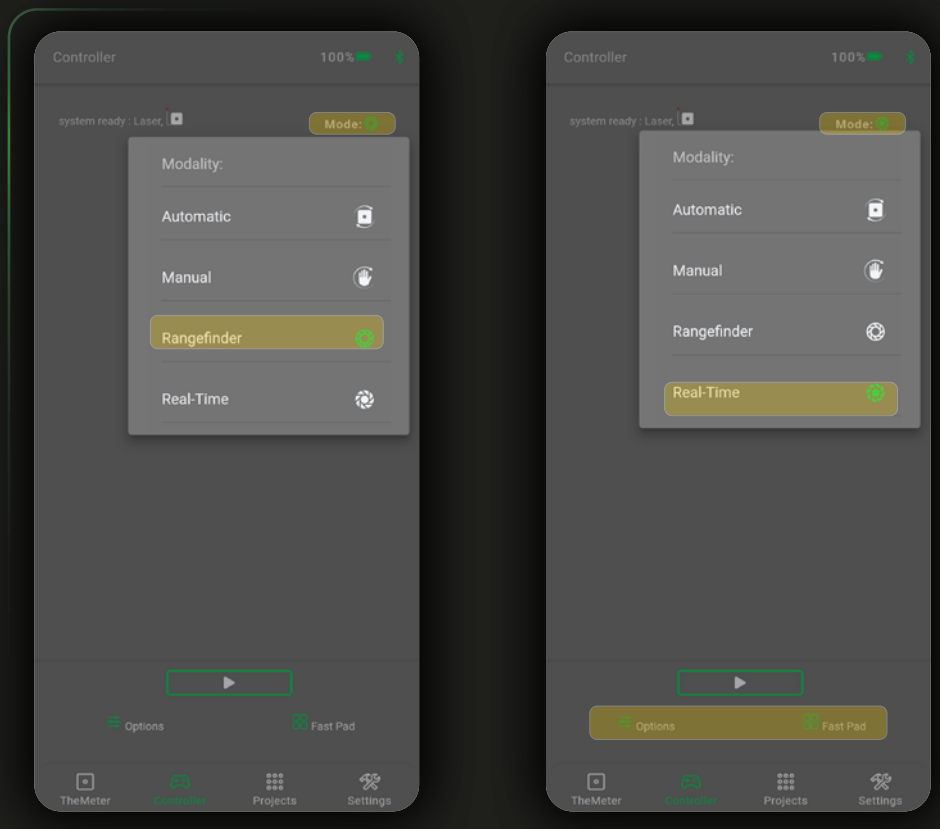 Controller 100%
system ready : Laser,
Mode:
Modality:
Automatic
Manual
Rangefinder
Real-Time
Options Fast Pad
TheMeter Controller Projects Settings
Controller 100%
system ready : Laser,
Mode:
Modality:
Automatic
Manual
Rangefinder
Real-Time
Options Fast Pad
TheMeter Controller Projects Settings